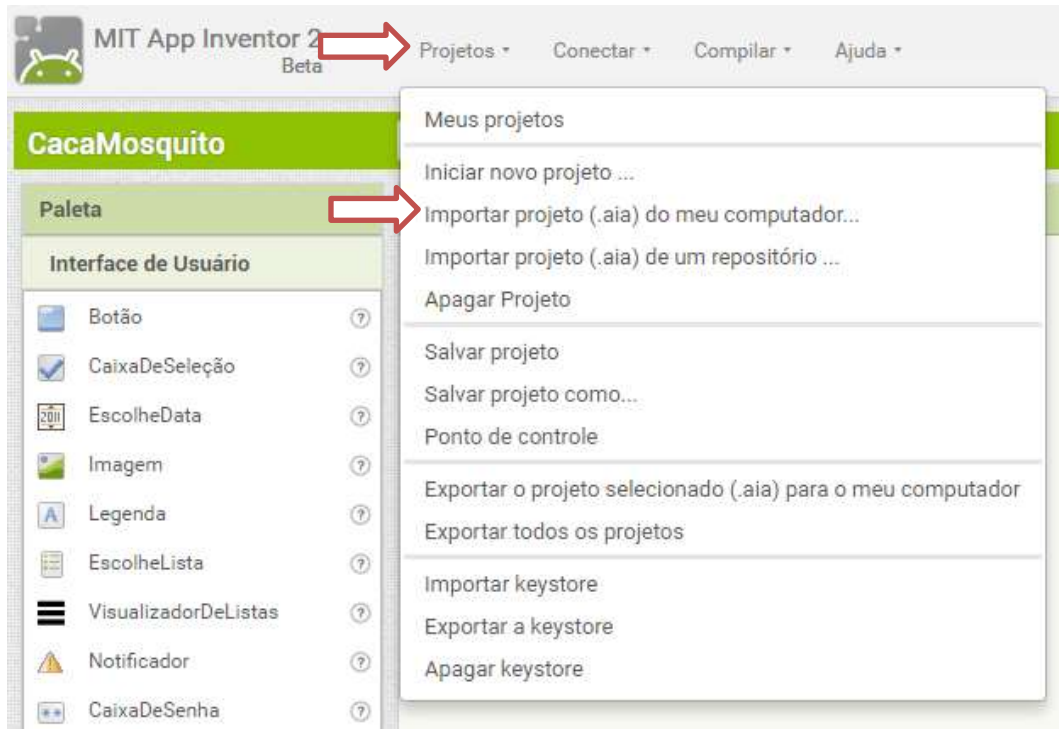 MIT App Inventor 2
Beta
Projetos
Conectar
Compilar
Ajuda
CacaMosquito
Paleta
Interface de Usuário
Botão
CaixaDeSeleção
EscolheData
Imagem
Legenda
EscolheLista
VisualizadorDeListas
Notificador
CaixaDeSenha
Meus projetos
Iniciar novo projeto ...
Importar projeto (.aia) do meu computador...
Importar projeto (.aia) de um repositório ...
Apagar Projeto
Salvar projeto
Salvar projeto como...
Ponto de controle
Exportar o projeto selecionado (.aia) para o meu computador
Exportar todos os projetos
Importar keystore
Exportar a keystore
Apagar keystore